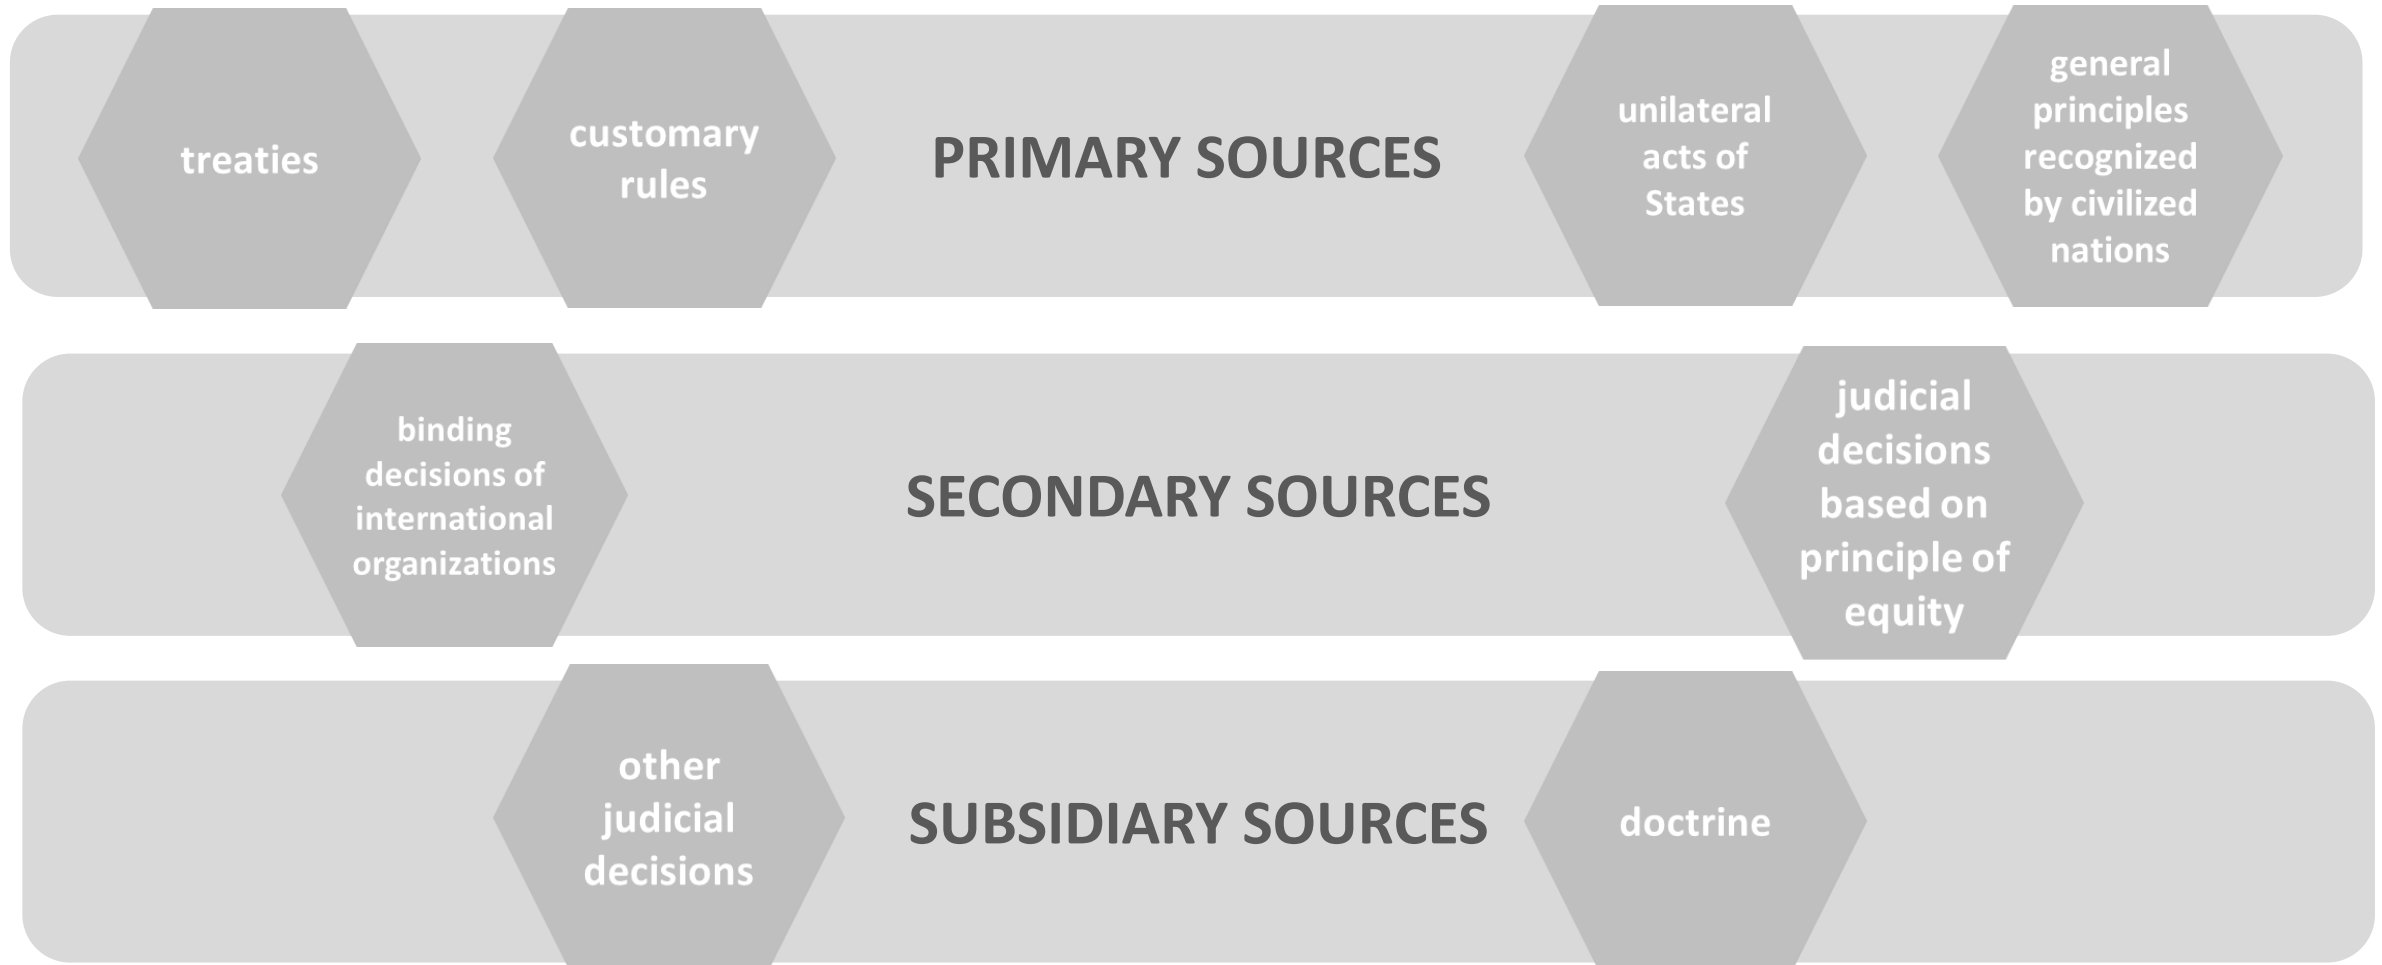 treaties
customary
rules
PRIMARY SOURCES
unilateral
acts of
States
general
principles
recognized
by civilized
nations
binding
decisions of
international
organizations
SECONDARY SOURCES
judicial
decisions
based on
principle of
equity
other
judicial
decisions
SUBSIDIARY SOURCES
doctrine